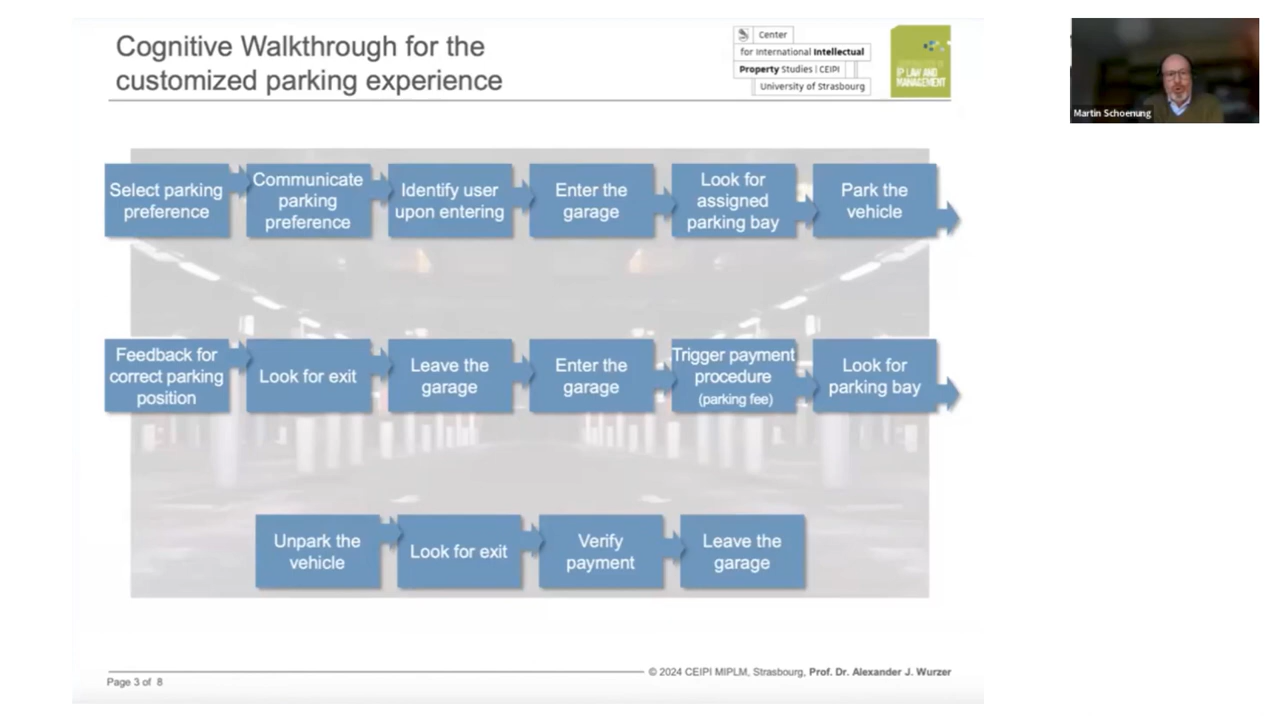 Cognitive Walkthrough for the
customized parking experience
Center
for International Intellectual
Property Studies | CEIPI
University of Strasbourg
IP LAW AND
MANAGEMENT
Martin Schoenung
Select parking
preference
Communicate
parking
preference
Identify user
upon entering
Enter the
garage
Look for
assigned
parking bay
Park the
vehicle
Feedback for
correct parking
position
Look for exit
Leave the
garage
Enter the
garage
Trigger payment
procedure
(parking fee)
Look for
parking bay
Unpark the
vehicle
Look for exit
Verify
payment
Leave the
garage
© 2024 CEIPI MIPLM, Strasbourg, Prof. Dr. Alexander J. Wurzer
Page 3 of 8